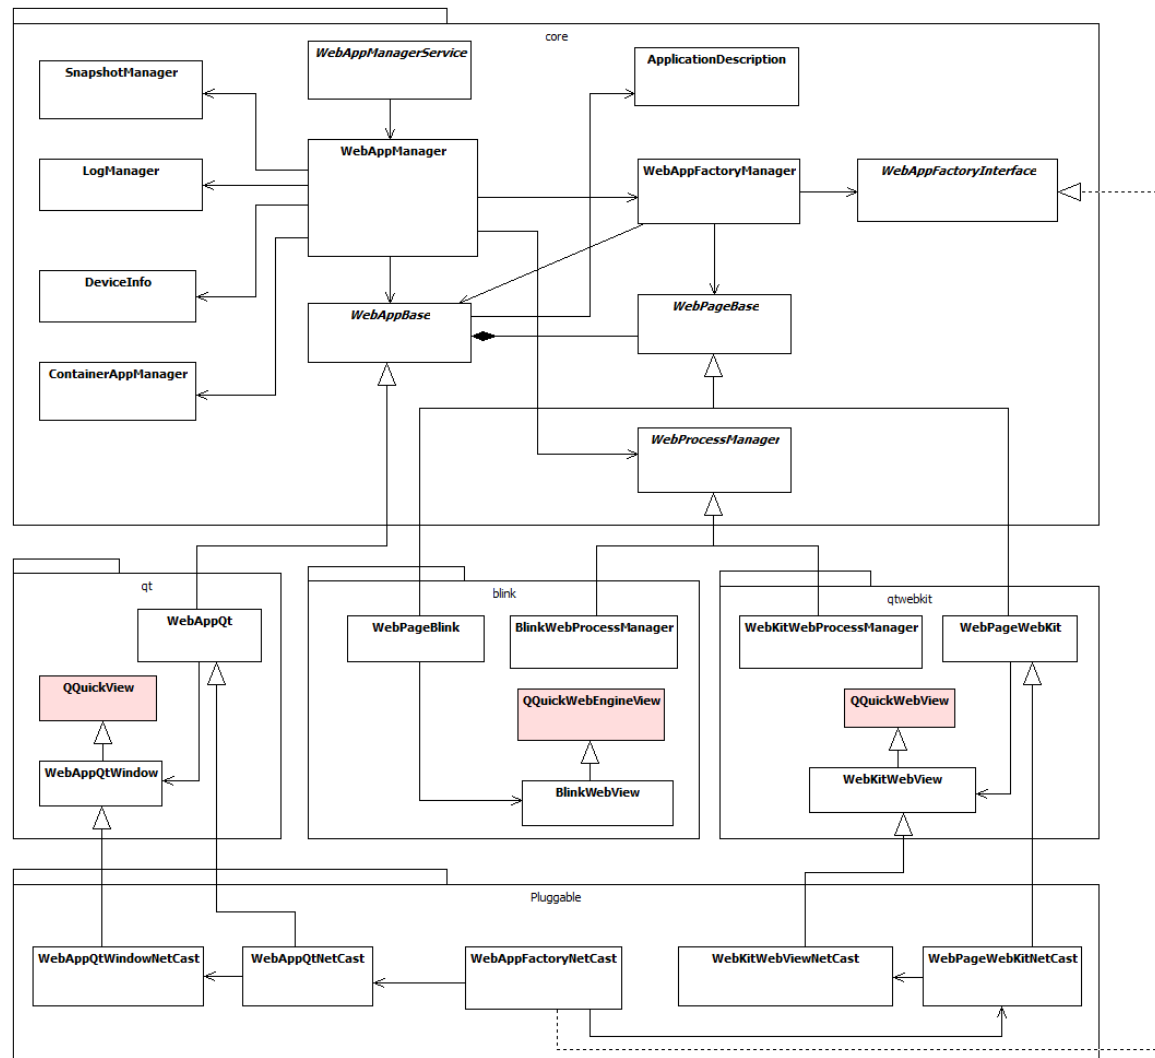 core
WebAppManagerService
ApplicationDescription
SnapshotManager
WebAppManager
LogManager
WebAppFactoryManager
WebAppFactoryInterface
DeviceInfo
WebAppBase
WebPageBase
ContainerAppManager
WebProcessManager
qt
blink
qtwebkit
WebAppQt
WebPageBlink
BlinkWebProcessManager
WebKitWebProcessManager
WebPageWebKit
QQuickView
QQuickWebEngineView
QQuickWebView
WebAppQtWindow
BlinkWebView
WebKitWebView
Pluggable
WebAppQtWindowNetCast
WebAppQtNetCast
WebAppFactoryNetCast
WebKitWebViewNetCast
WebPageWebKitNetCast